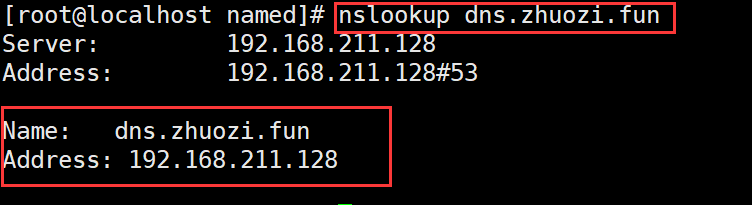 [root@localhost named]# nslookup dns.zhuozi.fun
Server:         192.168.211.128
Address:        192.168.211.128#53
Name:   dns.zhuozi.fun
Address: 192.168.211.128